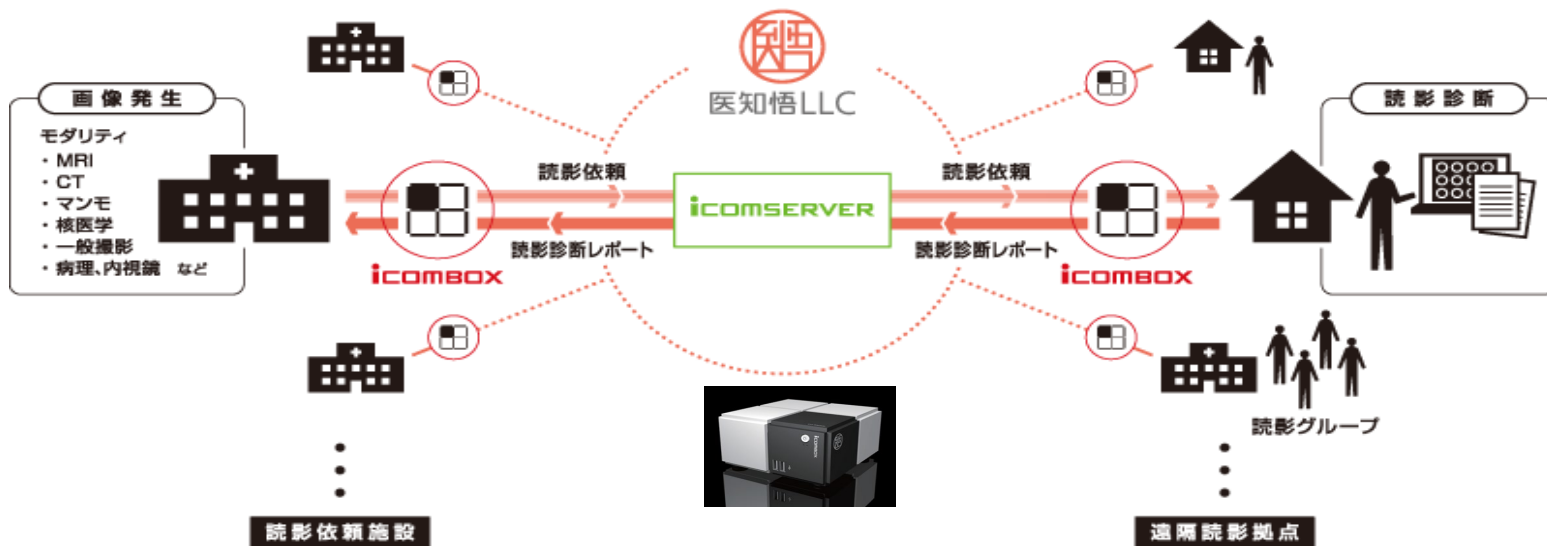 医知悟LLC
画像発生
モダリティ
・MRI
・CT
・マンモ
・核医学
・一般撮影
・病理、内視鏡 など
読影依頼
icomBOX
読影診断レポート
icomSERVER
読影依頼
読影診断レポート
icomBOX
読影診断
読影グループ
読影依頼施設
遠隔読影拠点